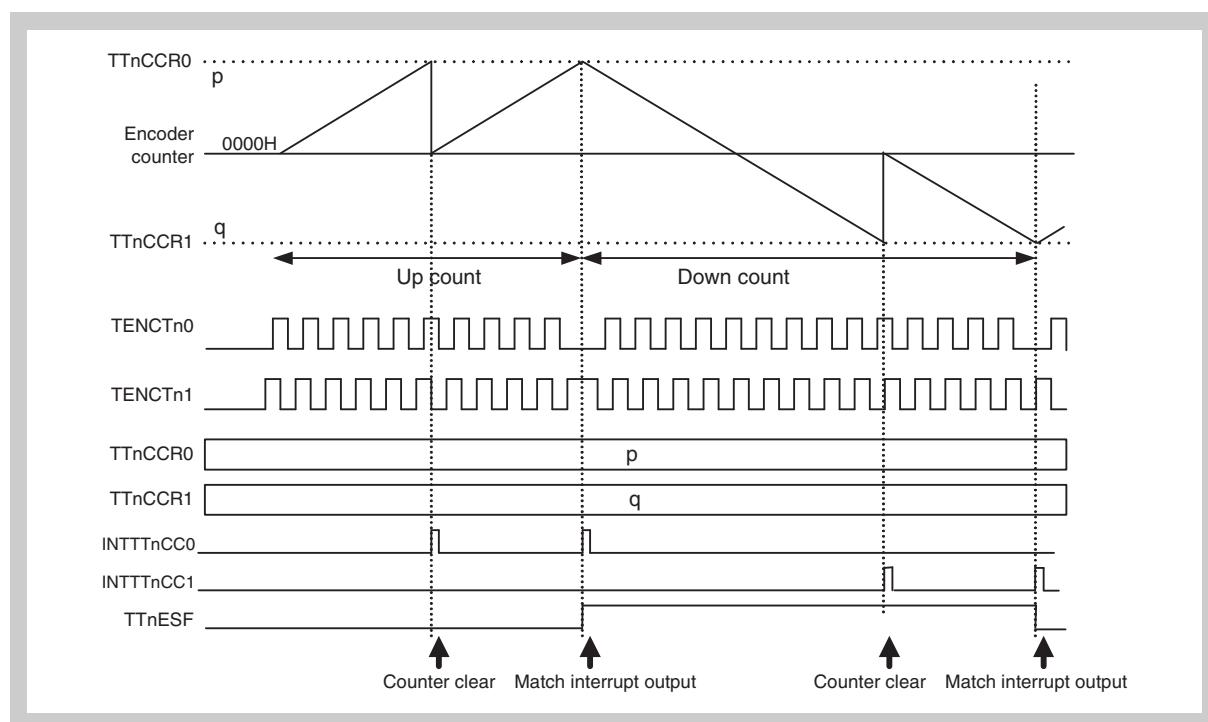 TTnCCR0
p
Encoder
counter
0000H
q
TTnCCR1
Up count
Down count
TENCTn0
TENCTn1
TTnCCR0
p
TTnCCR1
q
INTTTnCC0
INTTTnCC1
TTnESF
Counter clear
Match interrupt output
Counter clear
Match interrupt output